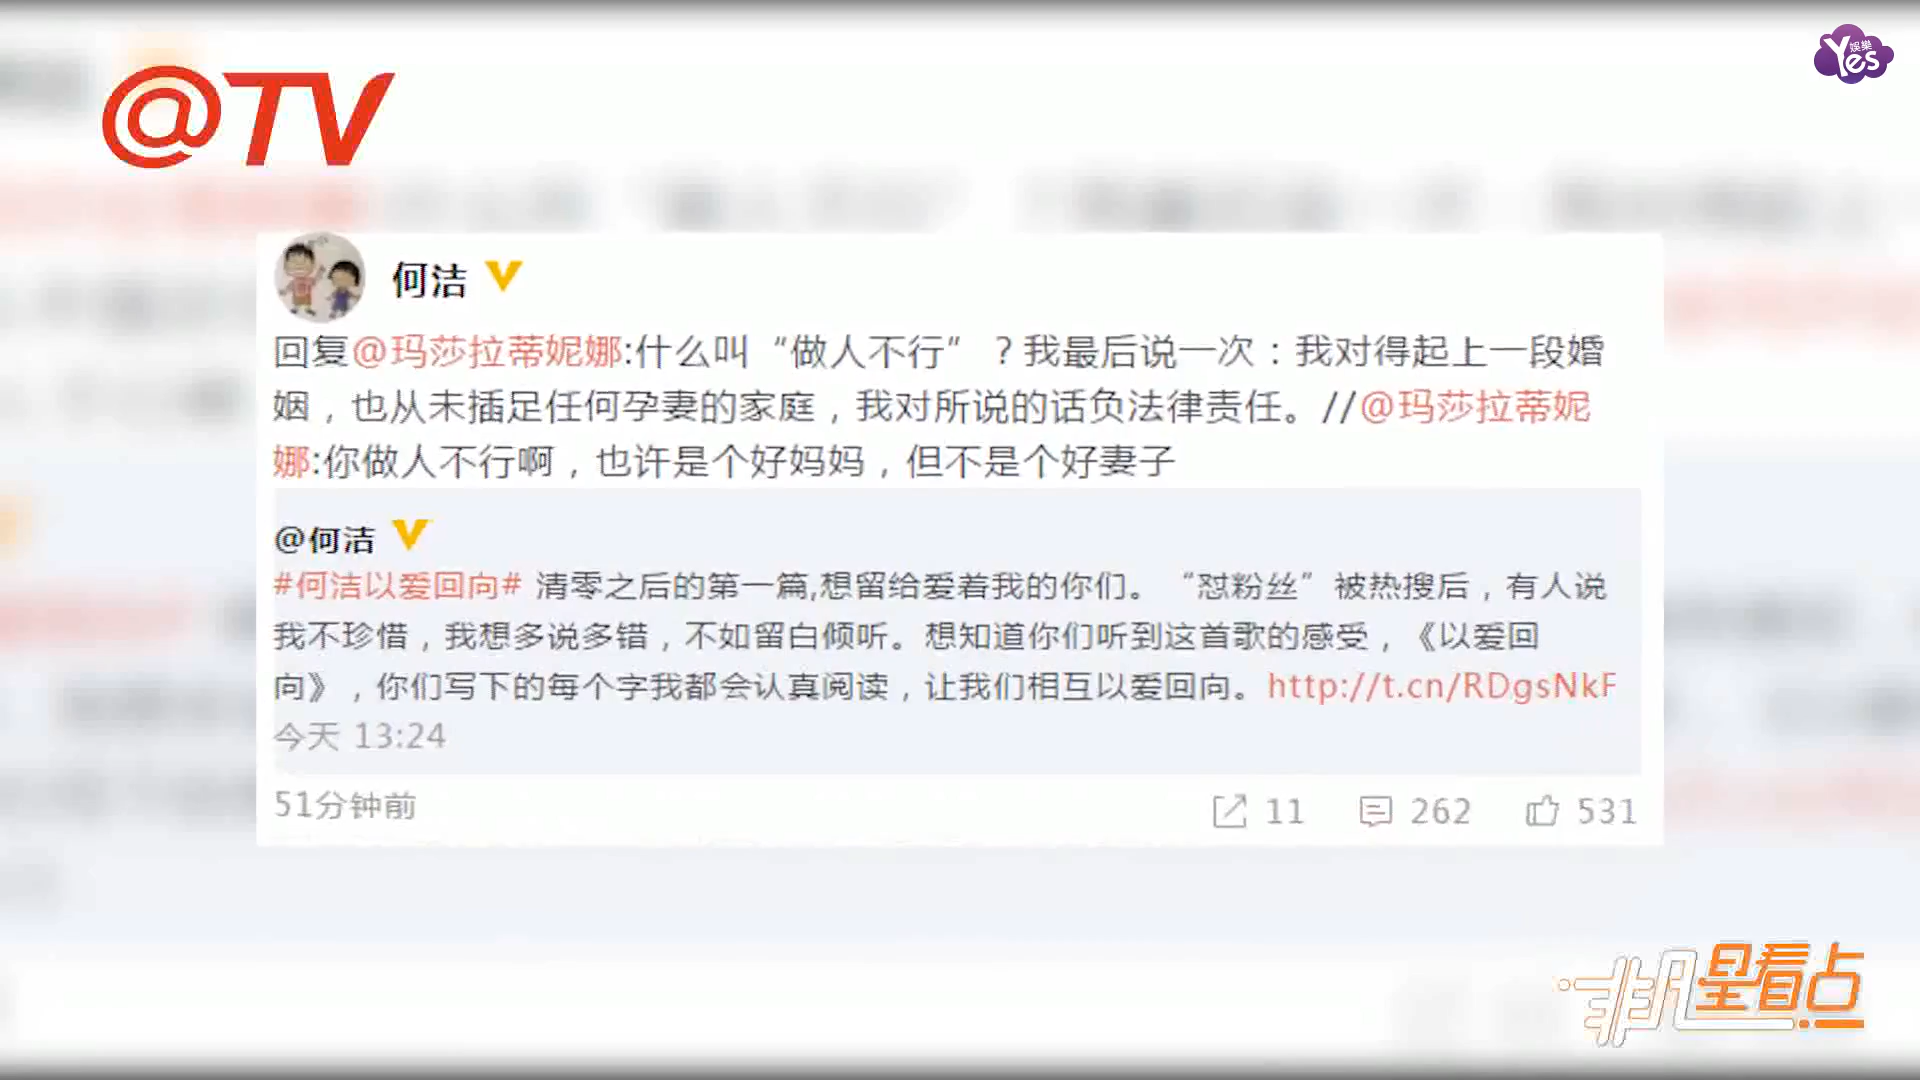 @TV
Yes 娱樂
何洁
回复@玛莎拉蒂妮娜:什么叫“做人不行”？我最后说一次：我对得起上一段婚
姻，也从未插足任何孕妻的家庭，我对所说的话负法律责任。//@玛莎拉蒂妮
娜:你做人不行啊，也许是个好妈妈，但不是个好妻子
@何洁
#何洁以爱回向# 清零之后的第一篇,想留给爱着我的你们。“怼粉丝”被热搜后，有人说
我不珍惜，我想多说多错，不如留白倾听。想知道你们听到这首歌的感受，《以爱回
向》，你们写下的每个字我都会认真阅读，让我们相互以爱回向。http://t.cn/RDgsNkF
今天 13:24
51分钟前
11 262 531
非凡星看点